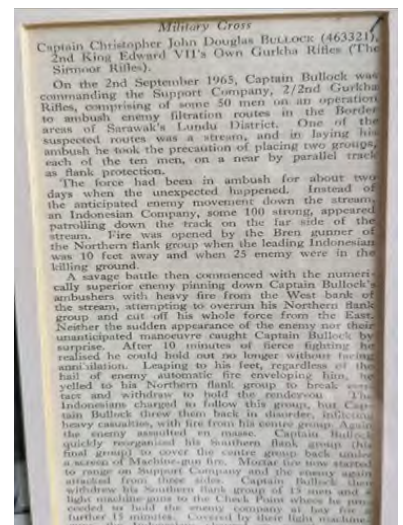 Military Cross
Captain Christopher John Douglas BULLOCK (463321),
2nd King Edward VII's Own Gurkha Rifles (The
Sirmoor Rifles).
On the 2nd September 1965, Captain Bullock was
commanding the Support Company, 2/2nd Gurkha
Rifles, comprising of some 50 men on an operation
to ambush enemy filtration routes in the Border
areas of Sarawak's Lundu District. One of the
suspected routes was a stream, and in laying his
ambush he took the precaution of placing two groups,
each of the ten men, on a near by parallel track
as flank protection.
The force had been in ambush for about two
days when the unexpected happened. Instead of
the anticipated enemy movement down the stream,
an Indonesian Company, some 100 strong, appeared
patrolling down the track on the far side of the
stream. Fire was opened by the Bren gunner of
the Northern flank group when the leading Indonesian
was 10 feet away and when 25 enemy were in the
killing ground.
A savage battle then commenced with the numeri-
cally superior enemy pinning down Captain Bullock's
ambushers with heavy fire from the West bank of
the stream, attempting to overrun his Northern flank
group and cut off his whole force from the East.
Neither the sudden appearance of the enemy nor their
unanticipated manoeuvre caught Captain Bullock by
surprise. After 10 minutes of fierce fighting he
realised he could hold out no longer without facing
annihilation. Leaping to his feet, regardless of the
hail of enemy automatic fire enveloping him, he
yelled to his Northern flank group to break con-
tact and withdraw to hold the rendezvou The
Indonesians charged to follow this group, but Cap-
tain Bullock threw them back in disorder, inflicting
heavy casualties, with fire from his centre group. Again
the enemy assaulted en masse. Captain Bullock
quickly reorganised his Southern flank group (his
final group) to cover the centre group back under
a screen of Machine-gun fire. Mortar fire now started
to range on Support Company and the enemy again
attacked from three sides. Captain Bullock then
withdrew his Southern flank group of 15 men and a
light machine guns to the Check Point where he pro-
ceeded to hold the enemy company at bay for a
further 15 minutes. Covered by their light machine